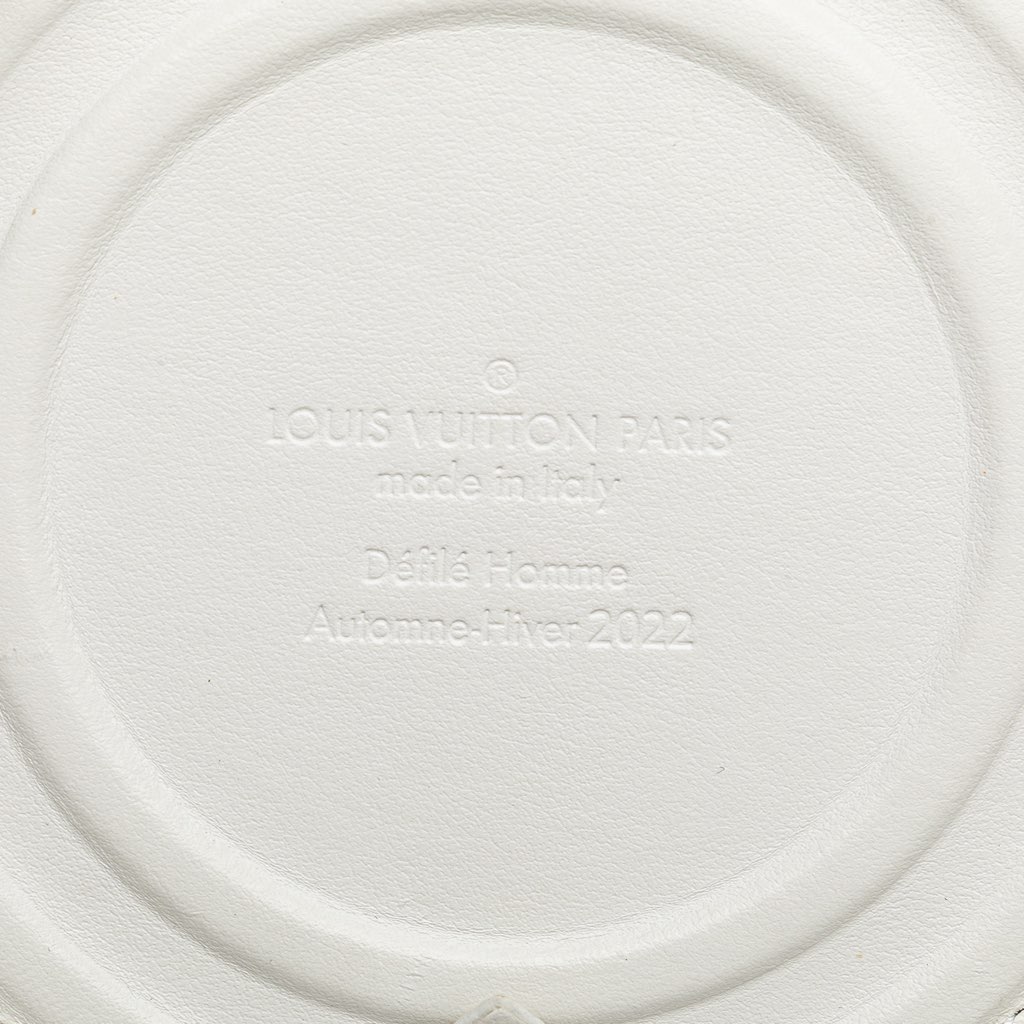 ®
LOUIS VUITTON PARIS
made in Italy
Défilé Homme
Automne-Hiver 2022